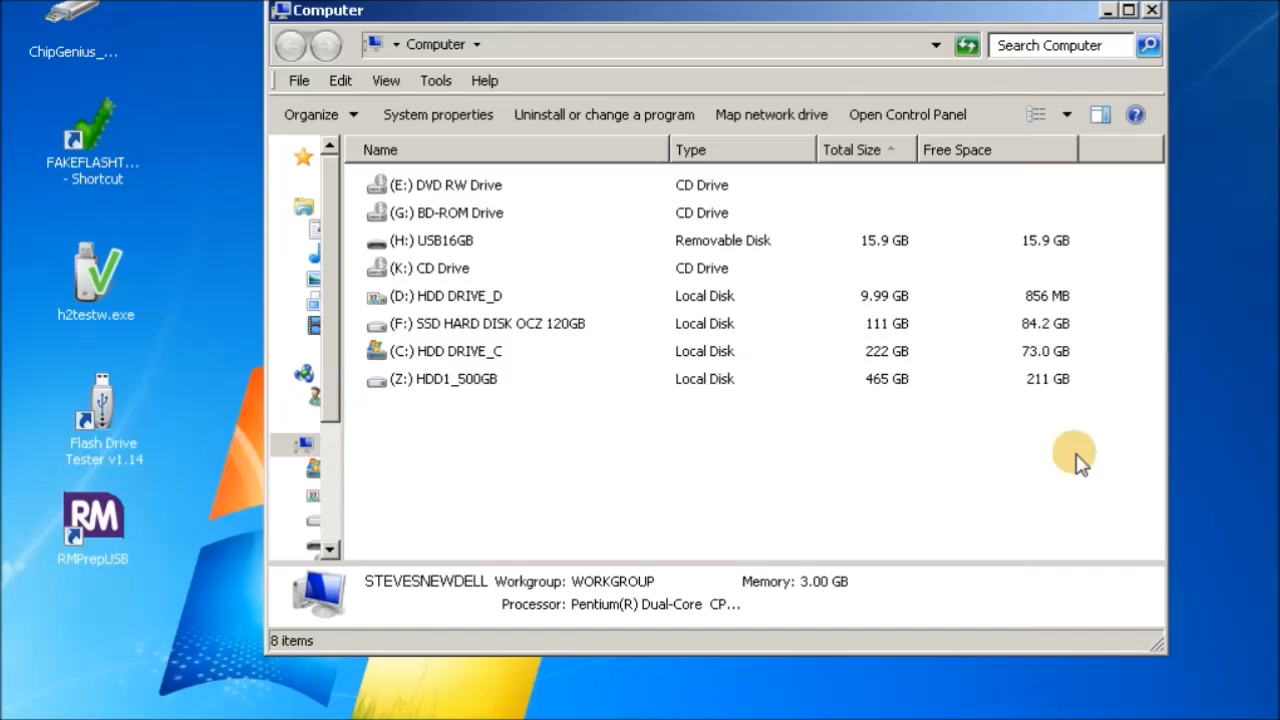 ChipGenius_...
FAKEFLASHT...
- Shortcut
h2testw.exe
Flash Drive
Tester v1.14
RM
RMPrepUSB
Computer
Computer
Search Computer
File Edit View Tools Help
Organize System properties Uninstall or change a program Map network drive Open Control Panel
Name Type Total Size Free Space
(E:) DVD RW Drive CD Drive
(G:) BD-ROM Drive CD Drive
(H:) USB16GB Removable Disk 15.9 GB 15.9 GB
(K:) CD Drive CD Drive
(D:) HDD DRIVE_D Local Disk 9.99 GB 856 MB
(F:) SSD HARD DISK OCZ 120GB Local Disk 111 GB 84.2 GB
(C:) HDD DRIVE_C Local Disk 222 GB 73.0 GB
(Z:) HDD1_500GB Local Disk 465 GB 211 GB
STEVESNEWDELL Workgroup: WORKGROUP Memory: 3.00 GB
Processor: Pentium(R) Dual-Core CP...
8 items